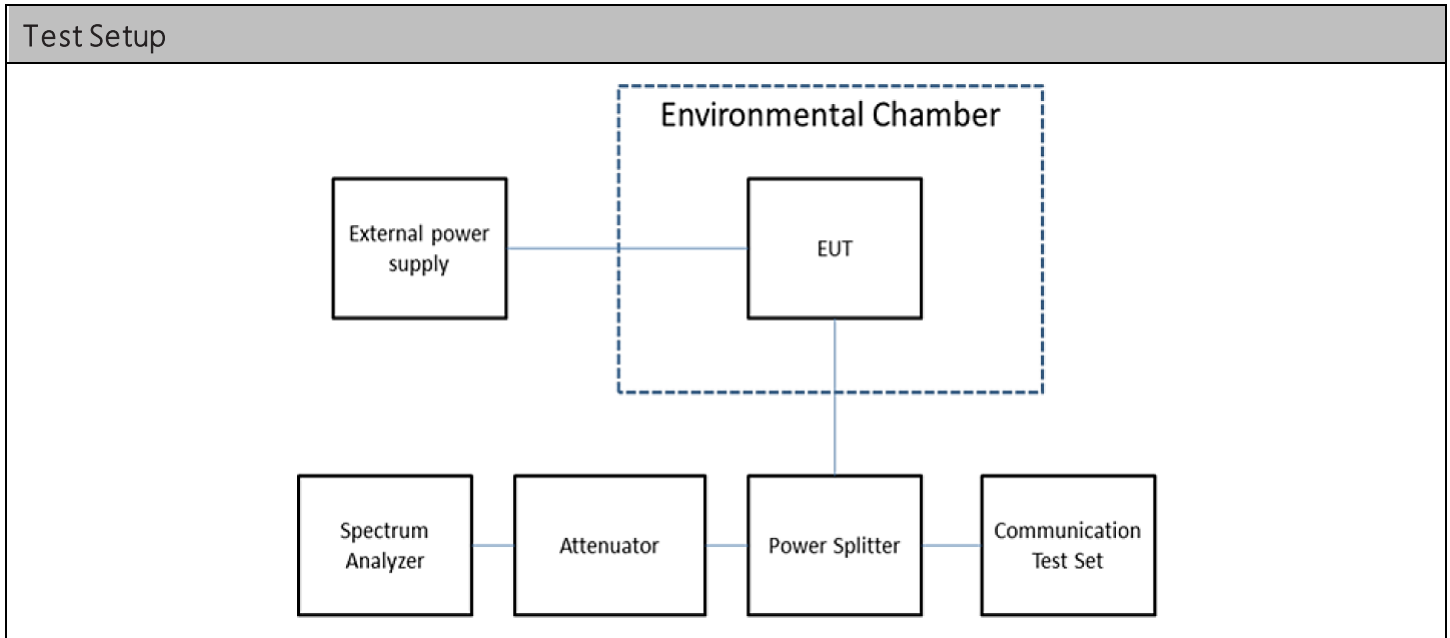 Test Setup
Environmental Chamber
External power
supply
EUT
Spectrum
Analyzer
Attenuator
Power Splitter
Communication
Test Set